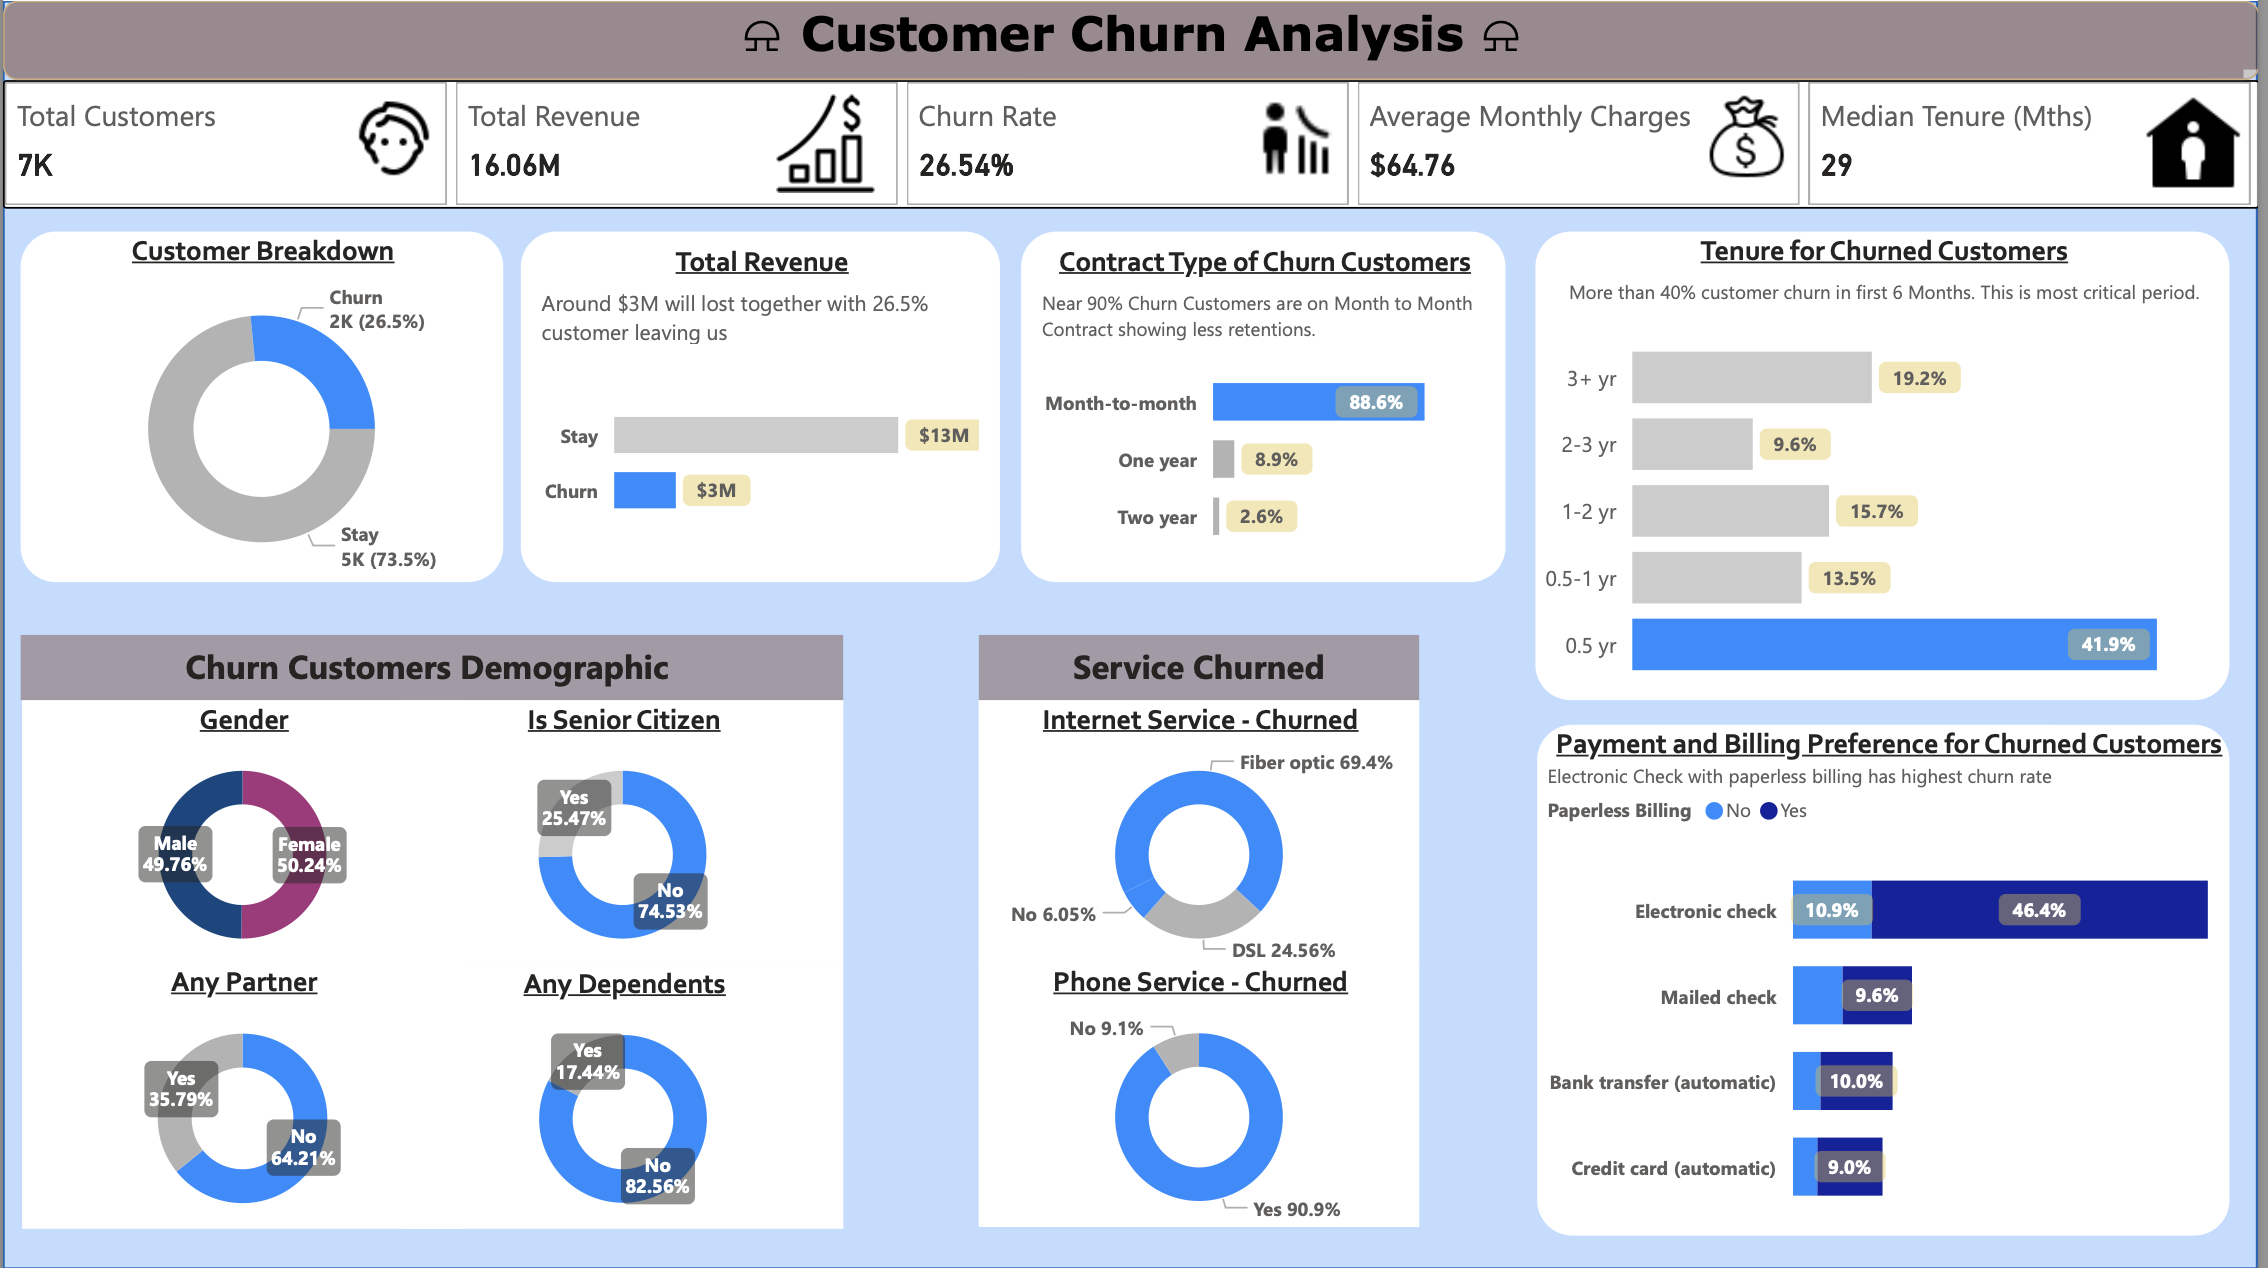 Customer Churn Analysis
Total Customers
7K
Total Revenue
16.06M
Churn Rate
26.54%
Average Monthly Charges
$64.76
Median Tenure (Mths)
29
Customer Breakdown
Churn
2K (26.5%)
Stay
5K (73.5%)
Total Revenue
Around $3M will lost together with 26.5%
customer leaving us
Stay
$13M
Churn
$3M
Contract Type of Churn Customers
Near 90% Churn Customers are on Month to Month
Contract showing less retentions.
Month-to-month
88.6%
One year
8.9%
Two year
2.6%
Tenure for Churned Customers
More than 40% customer churn in first 6 Months. This is most critical period.
3+ yr
19.2%
2-3 yr
9.6%
1-2 yr
15.7%
0.5-1 yr
13.5%
0.5 yr
41.9%
Churn Customers Demographic
Gender
Male
49.76%
Female
50.24%
Is Senior Citizen
Yes
25.47%
No
74.53%
Any Partner
Yes
35.79%
No
64.21%
Any Dependents
Yes
17.44%
No
82.56%
Service Churned
Internet Service - Churned
Fiber optic 69.4%
No 6.05%
DSL 24.56%
Phone Service - Churned
No 9.1%
Yes 90.9%
Payment and Billing Preference for Churned Customers
Electronic Check with paperless billing has highest churn rate
Paperless Billing No Yes
Electronic check
10.9%
46.4%
Mailed check
9.6%
Bank transfer (automatic)
10.0%
Credit card (automatic)
9.0%